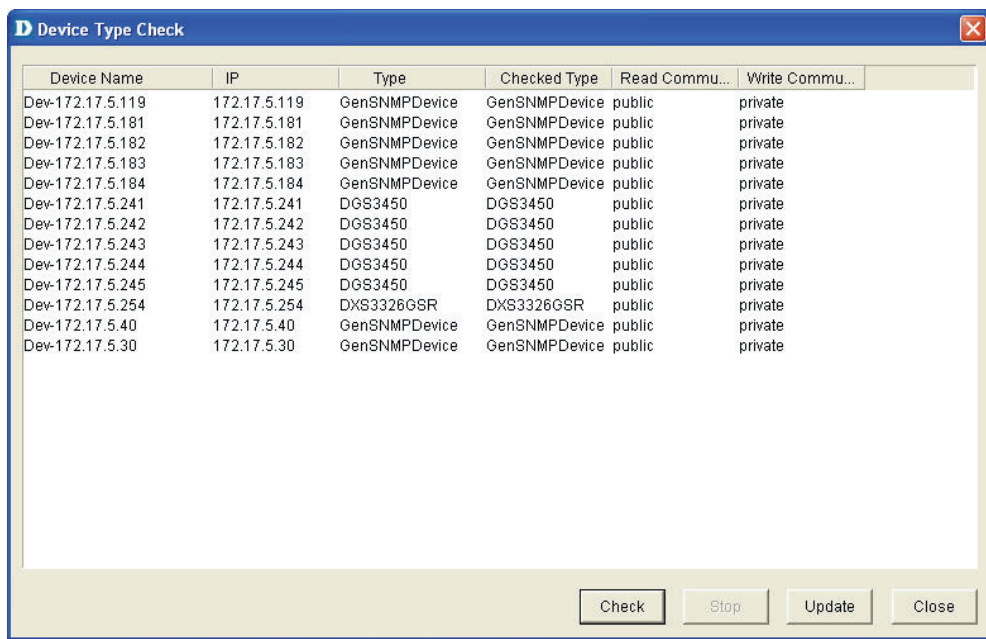 D Device Type Check
Device Name IP Type Checked Type Read Commu... Write Commu...
Dev-172.17.5.119 172.17.5.119 GenSNMPDevice GenSNMPDevice public private
Dev-172.17.5.181 172.17.5.181 GenSNMPDevice GenSNMPDevice public private
Dev-172.17.5.182 172.17.5.182 GenSNMPDevice GenSNMPDevice public private
Dev-172.17.5.183 172.17.5.183 GenSNMPDevice GenSNMPDevice public private
Dev-172.17.5.184 172.17.5.184 GenSNMPDevice GenSNMPDevice public private
Dev-172.17.5.241 172.17.5.241 DGS3450 DGS3450 public private
Dev-172.17.5.242 172.17.5.242 DGS3450 DGS3450 public private
Dev-172.17.5.243 172.17.5.243 DGS3450 DGS3450 public private
Dev-172.17.5.244 172.17.5.244 DGS3450 DGS3450 public private
Dev-172.17.5.245 172.17.5.245 DGS3450 DGS3450 public private
Dev-172.17.5.254 172.17.5.254 DXS3326GSR DXS3326GSR public private
Dev-172.17.5.40 172.17.5.40 GenSNMPDevice GenSNMPDevice public private
Dev-172.17.5.30 172.17.5.30 GenSNMPDevice GenSNMPDevice public private
Check Stop Update Close